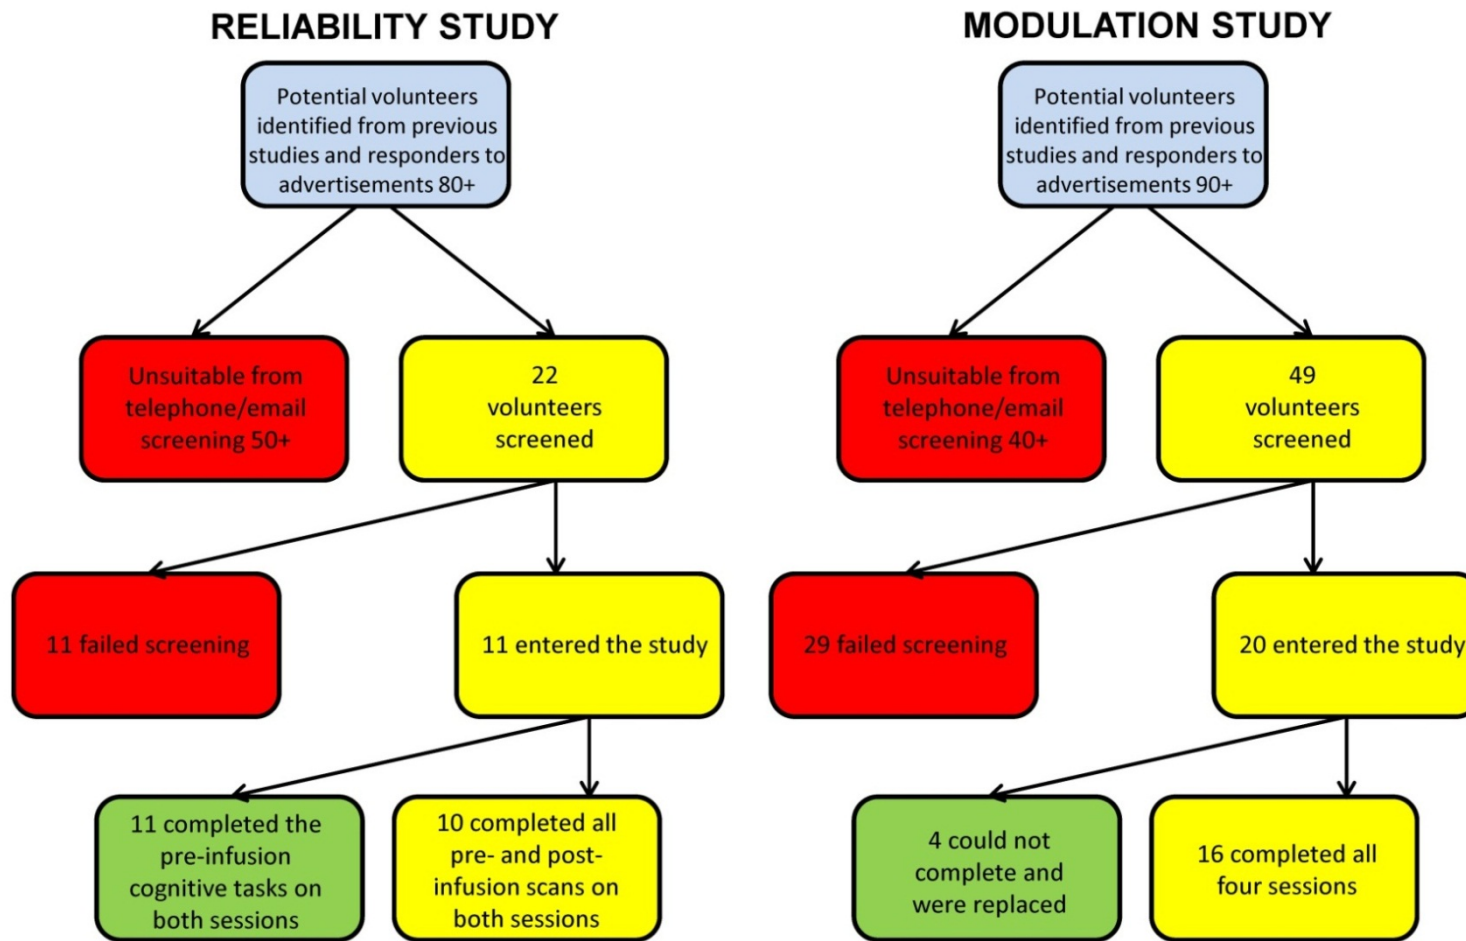 RELIABILITY STUDY
Potential volunteers
identified from previous
studies and responders to
advertisements 80+
Unsuitable from
telephone/email
screening 50+
22
volunteers
screened
11 failed screening
11 entered the study
11 completed the
pre-infusion
cognitive tasks on
both sessions
10 completed all
pre- and post-
infusion scans on
both sessions
MODULATION STUDY
Potential volunteers
identified from previous
studies and responders to
advertisements 90+
Unsuitable from
telephone/email
screening 40+
49
volunteers
screened
29 failed screening
20 entered the study
4 could not
complete and
were replaced
16 completed all
four sessions